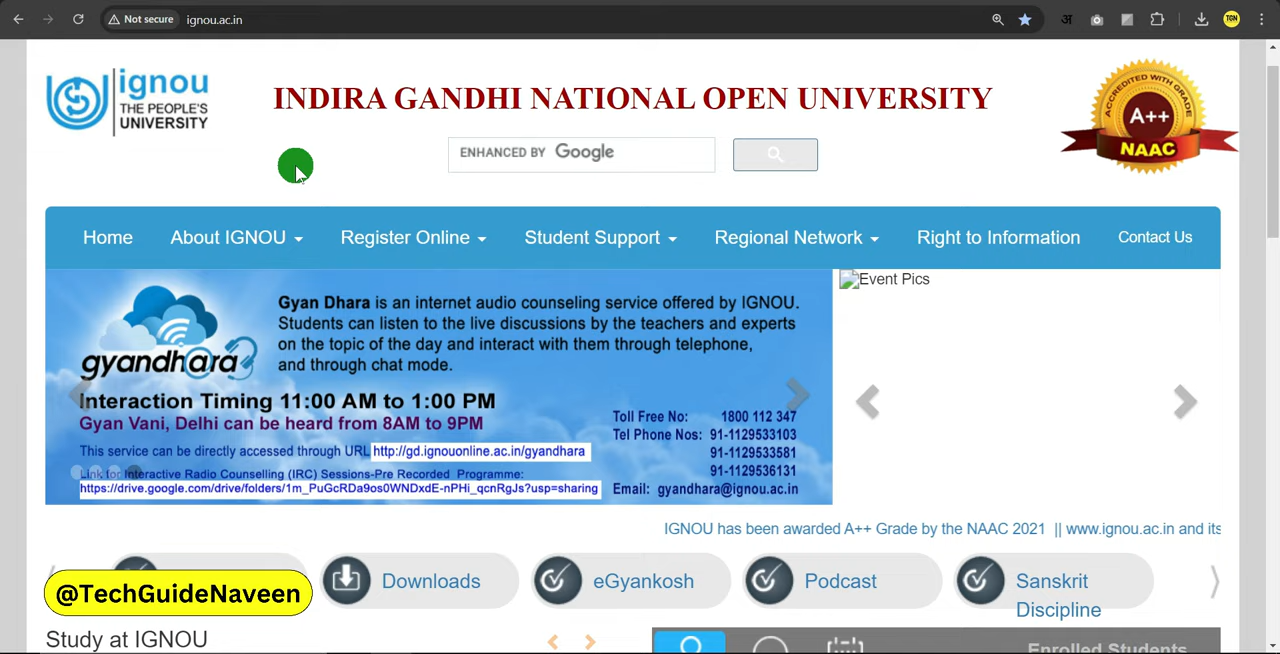 Not secure
ignou.ac.in
अ
TGN
ignou
THE PEOPLE'S
UNIVERSITY
INDIRA GANDHI NATIONAL OPEN UNIVERSITY
ENHANCED BY Google
ACCREDITED WITH GRADE
A++
NAAC
Home
About IGNOU
Register Online
Student Support
Regional Network
Right to Information
Contact Us
gyandhara
Gyan Dhara is an internet audio counseling service offered by IGNOU.
Students can listen to the live discussions by the teachers and experts
on the topic of the day and interact with them through telephone,
and through chat mode.
Interaction Timing 11:00 AM to 1:00 PM
Gyan Vani, Delhi can be heard from 8AM to 9PM
This service can be directly accessed through URL http://gd.ignouonline.ac.in/gyandhara
Link for Interactive Radio Counselling (IRC) Sessions-Pre Recorded Programme:
https://drive.google.com/drive/folders/1m_PuGcRDa9os0WNDxdE-nPHi_qcnRgJs?usp=sharing
Toll Free No: 1800 112 347
Tel Phone Nos: 91-1129533103
91-1129533581
91-1129536131
Email: gyandhara@ignou.ac.in
Event Pics
IGNOU has been awarded A++ Grade by the NAAC 2021 || www.ignou.ac.in and its
Downloads
eGyankosh
Podcast
Sanskrit
Discipline
@TechGuideNaveen
Study at IGNOU
Enrolled Students